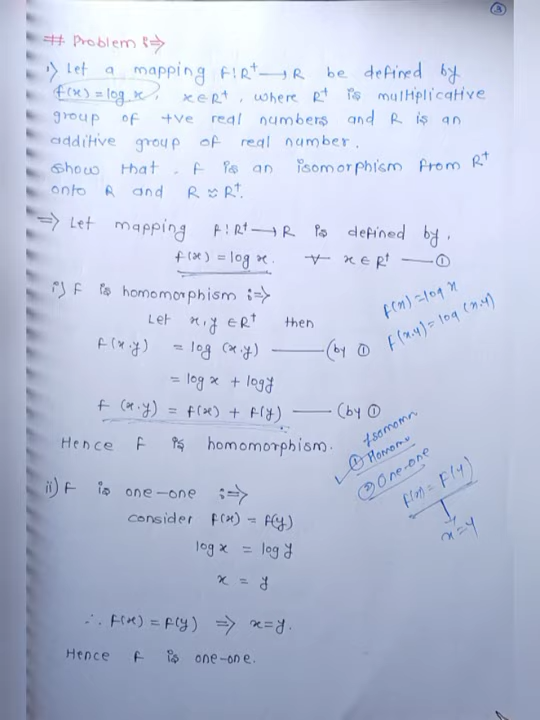 3
## Problem :⇒
1) Let a mapping f: R⁺ → R be defined by
f(x) = log x, x ∈ R⁺, where R⁺ is multiplicative
group of +ve real numbers and R is an
additive group of real number.
show that, f is an isomorphism from R⁺
onto R and R ≅ R⁺.
⇒ Let mapping f: R⁺ → R is defined by,
f(x) = log x. ∀ x ∈ R⁺ — ①
i) f is homomorphism :⇒
Let x, y ∈ R⁺ then
f(x.y) = log (x.y) — (by ①
= log x + log y
f (x.y) = f(x) + f(y) — (by ①
Hence f is homomorphism.
f(x) = log x
f(x.y) = log (x.y)
① Homomo
② One-one
f(x) = f(y)
x = y
ii) f is one-one :⇒
consider f(x) = f(y)
log x = log y
x = y
∴ f(x) = f(y) ⇒ x = y.
Hence f is one-one.